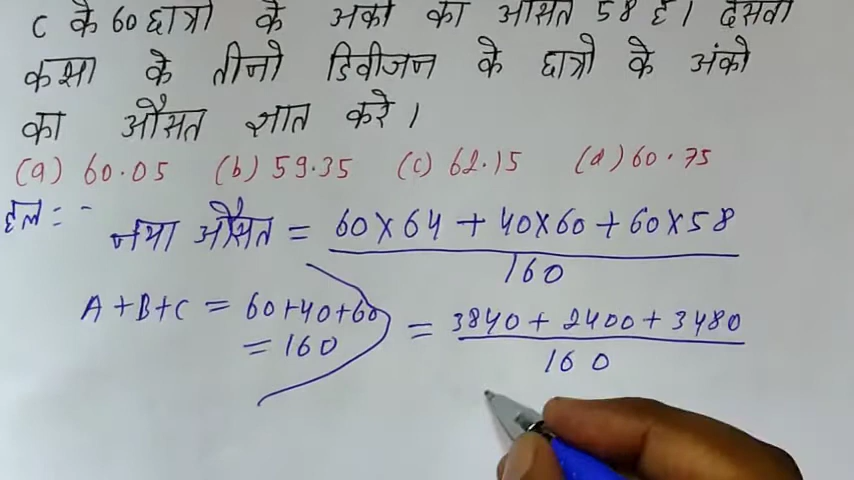 C के 60 छात्रों के अंकों का औसत 58 है। दसवीं
कक्षा के तीनो डिवीजन के छात्रो के अंको
का औसत ज्ञात करे।
(a) 60.05 (b) 59.35 (c) 62.15 (d) 60.75
हल :- नया औसत = 60×64 + 40×60 + 60×58
160
A+B+C = 60+40+60
= 160
= 3840 + 2400 + 3480
160